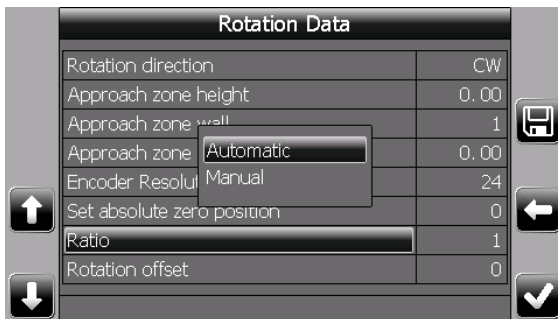 Rotation Data
Rotation direction CW
Approach zone height 0.00
Approach zone wall 1
Approach zone 0.00
Automatic
Manual
Encoder Resolut 24
Set absolute zero position 0
Ratio 1
Rotation offset 0